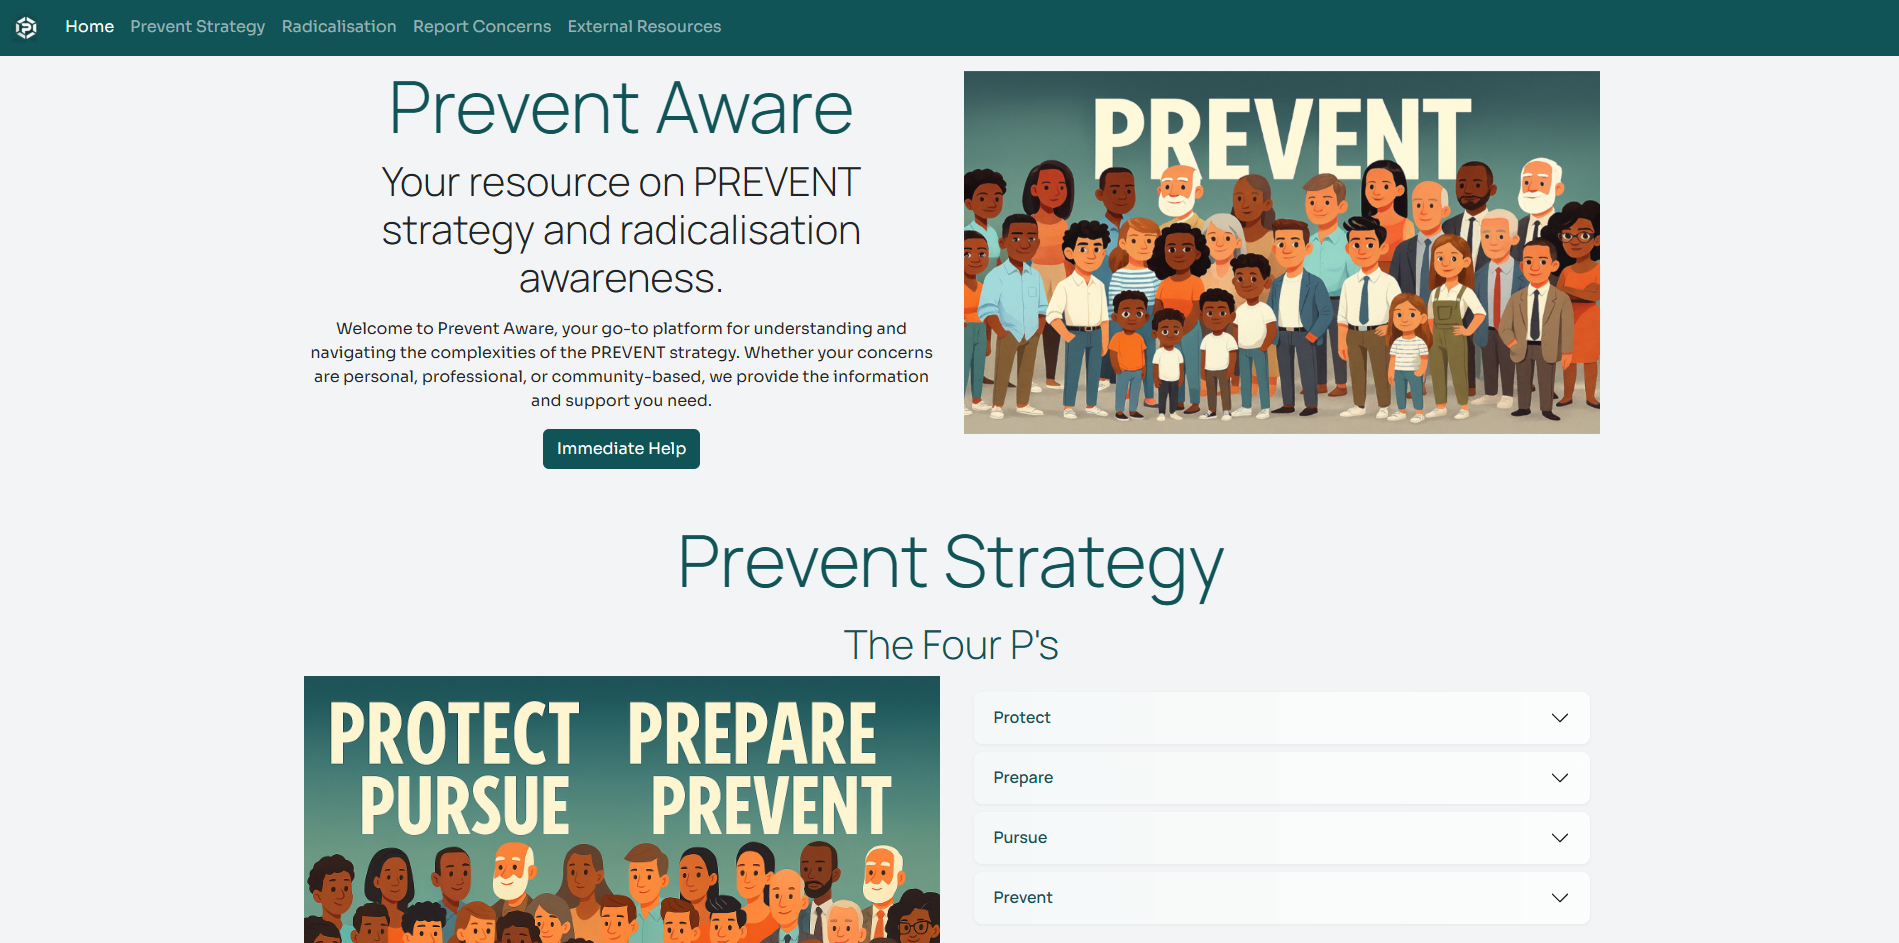 Home Prevent Strategy Radicalisation Report Concerns External Resources
Prevent Aware
Your resource on PREVENT
strategy and radicalisation
awareness.
Welcome to Prevent Aware, your go-to platform for understanding and
navigating the complexities of the PREVENT strategy. Whether your concerns
are personal, professional, or community-based, we provide the information
and support you need.
Immediate Help
PREVENT
Prevent Strategy
The Four P's
PROTECT PREPARE
PURSUE PREVENT
Protect
Prepare
Pursue
Prevent